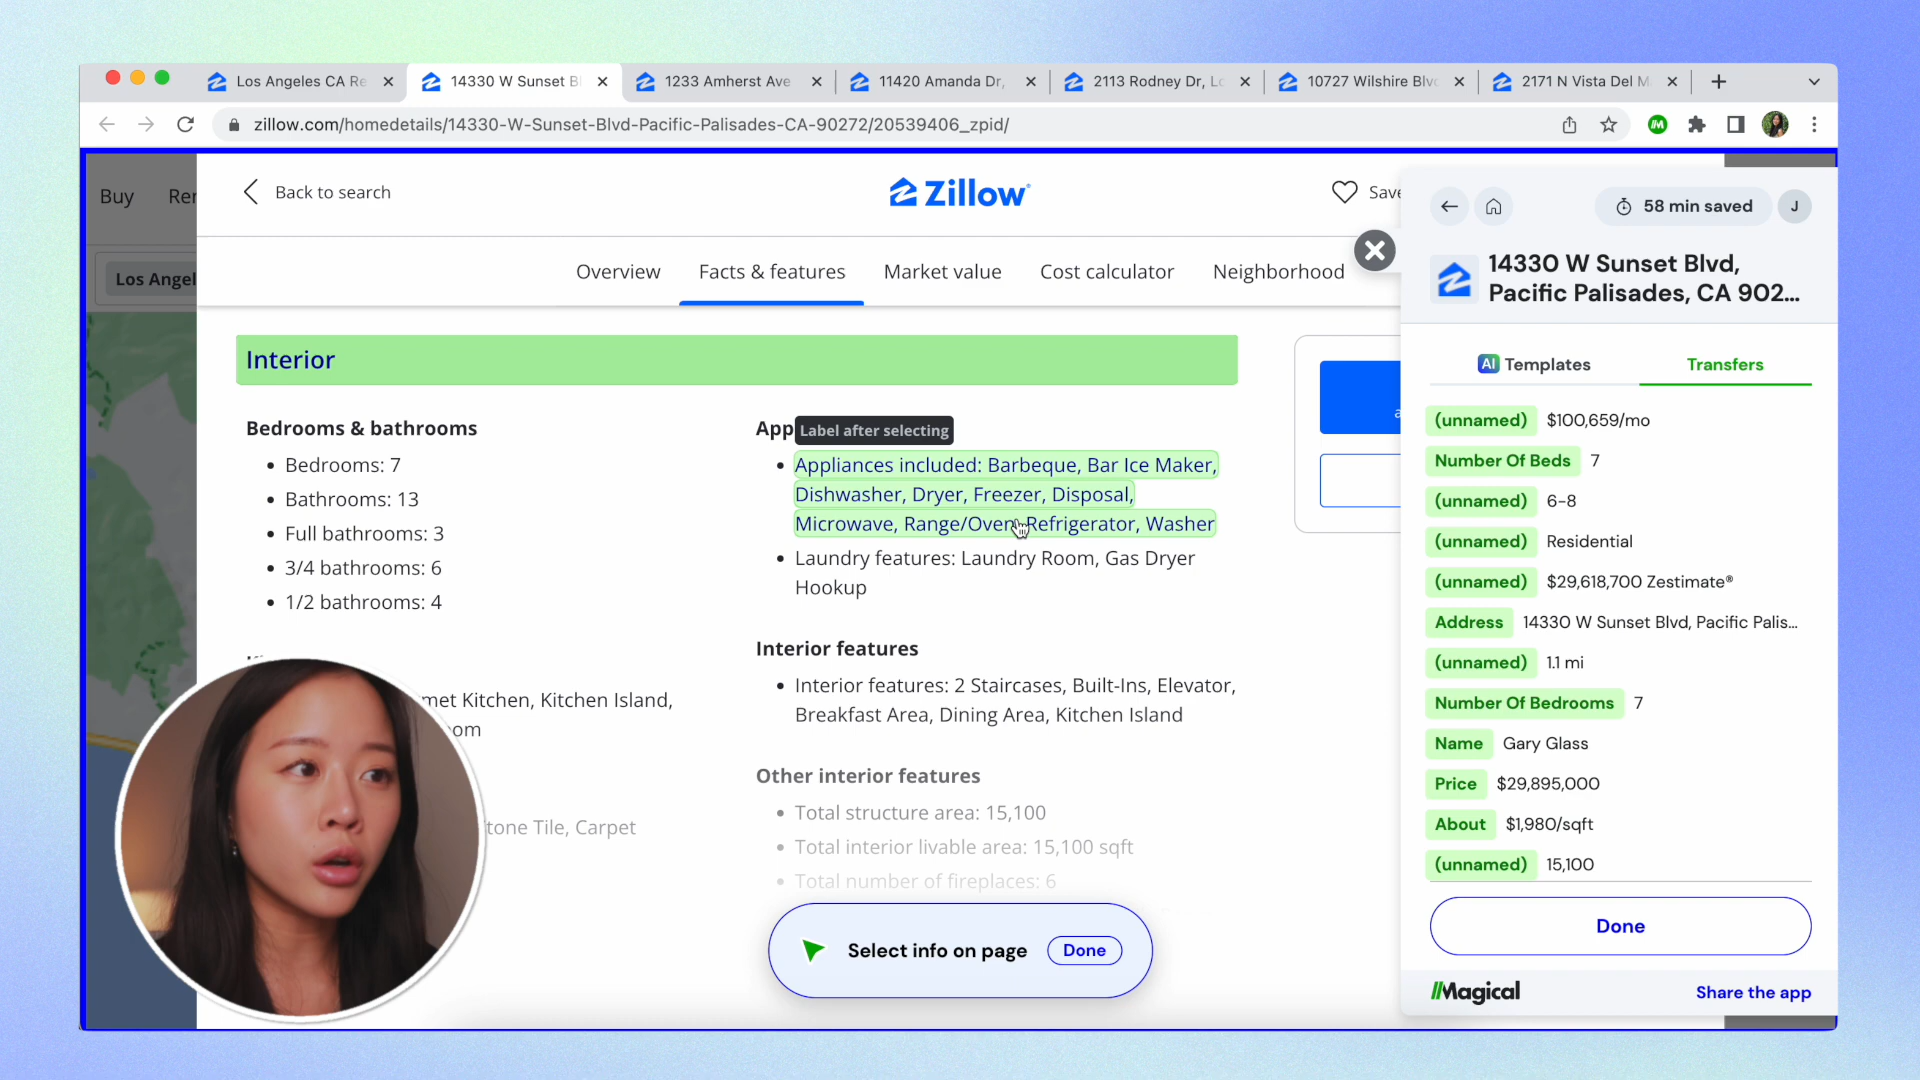 Los Angeles CA Re
14330 W Sunset B
1233 Amherst Ave
11420 Amanda Dr,
2113 Rodney Dr, Lo
10727 Wilshire Blvd
2171 N Vista Del M
zillow.com/homedetails/14330-W-Sunset-Blvd-Pacific-Palisades-CA-90272/20539406_zpid/
Buy
Ren
Los Angel
Back to search
Zillow
Save
Overview
Facts & features
Market value
Cost calculator
Neighborhood
Interior
Bedrooms & bathrooms
Bedrooms: 7
Bathrooms: 13
Full bathrooms: 3
3/4 bathrooms: 6
1/2 bathrooms: 4
met Kitchen, Kitchen Island,
om
tone Tile, Carpet
App
Label after selecting
Appliances included: Barbeque, Bar Ice Maker,
Dishwasher, Dryer, Freezer, Disposal,
Microwave, Range/Oven, Refrigerator, Washer
Laundry features: Laundry Room, Gas Dryer
Hookup
Interior features
Interior features: 2 Staircases, Built-Ins, Elevator,
Breakfast Area, Dining Area, Kitchen Island
Other interior features
Total structure area: 15,100
Total interior livable area: 15,100 sqft
Total number of fireplaces: 6
Select info on page
Done
58 min saved
J
14330 W Sunset Blvd,
Pacific Palisades, CA 902...
AI Templates
Transfers
(unnamed) $100,659/mo
Number Of Beds 7
(unnamed) 6-8
(unnamed) Residential
(unnamed) $29,618,700 Zestimate®
Address 14330 W Sunset Blvd, Pacific Palis...
(unnamed) 1.1 mi
Number Of Bedrooms 7
Name Gary Glass
Price $29,895,000
About $1,980/sqft
(unnamed) 15,100
Done
Magical
Share the app